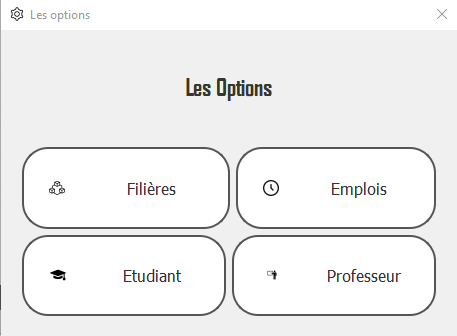 Les options
Les Options
Filières
Emplois
Etudiant
Professeur